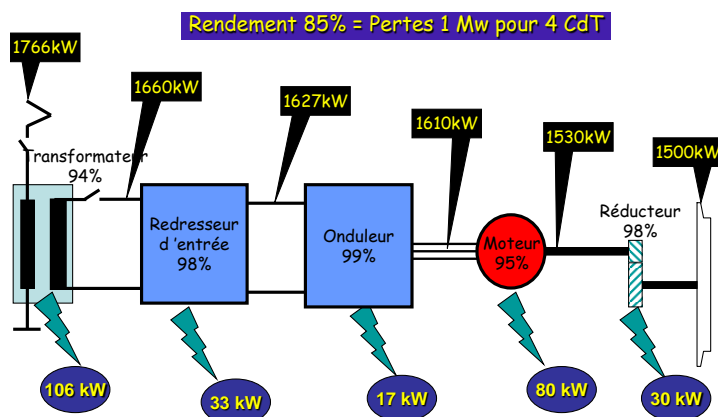 Rendement 85% = Pertes 1 Mw pour 4 CdT
1766kW
1660kW
1627kW
1610kW
1530kW
1500kW
Transformateur
94%
Redresseur
d 'entrée
98%
Onduleur
99%
Moteur
95%
Réducteur
98%
106 kW
33 kW
17 kW
80 kW
30 kW